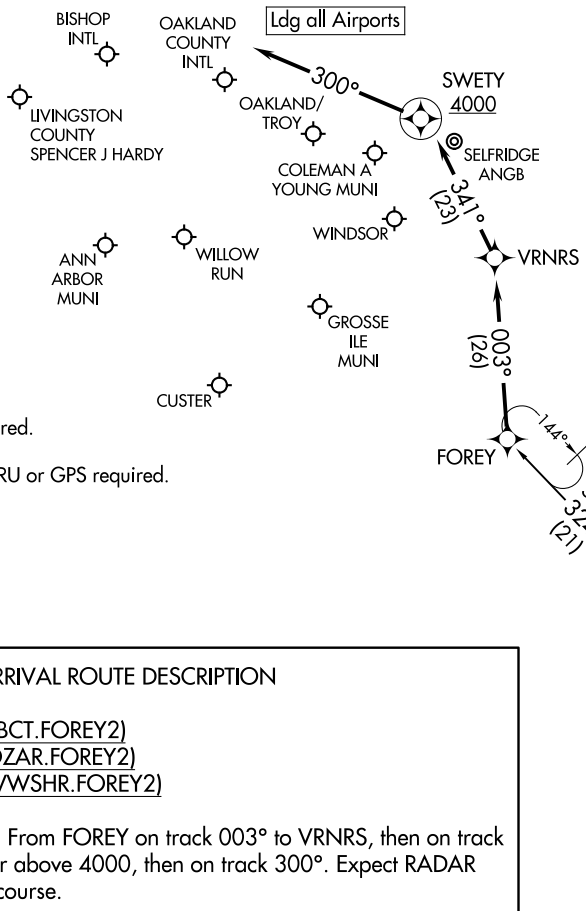 BISHOP
INTL
OAKLAND
COUNTY
INTL
Ldg all Airports
300°
SWETY
4000
LIVINGSTON
COUNTY
SPENCER J HARDY
OAKLAND/
TROY
COLEMAN A
YOUNG MUNI
SELFRIDGE
ANGB
341°
(23)
WINDSOR
VRNRS
ANN
ARBOR
MUNI
WILLOW
RUN
GROSSE
ILE
MUNI
003°
(26)
CUSTER
FOREY
144°
(21)
RU or GPS required.
RRIVAL ROUTE DESCRIPTION
BCT.FOREY2)
OZAR.FOREY2)
WSHR.FOREY2)
From FOREY on track 003° to VRNRS, then on track
r above 4000, then on track 300°. Expect RADAR
course.